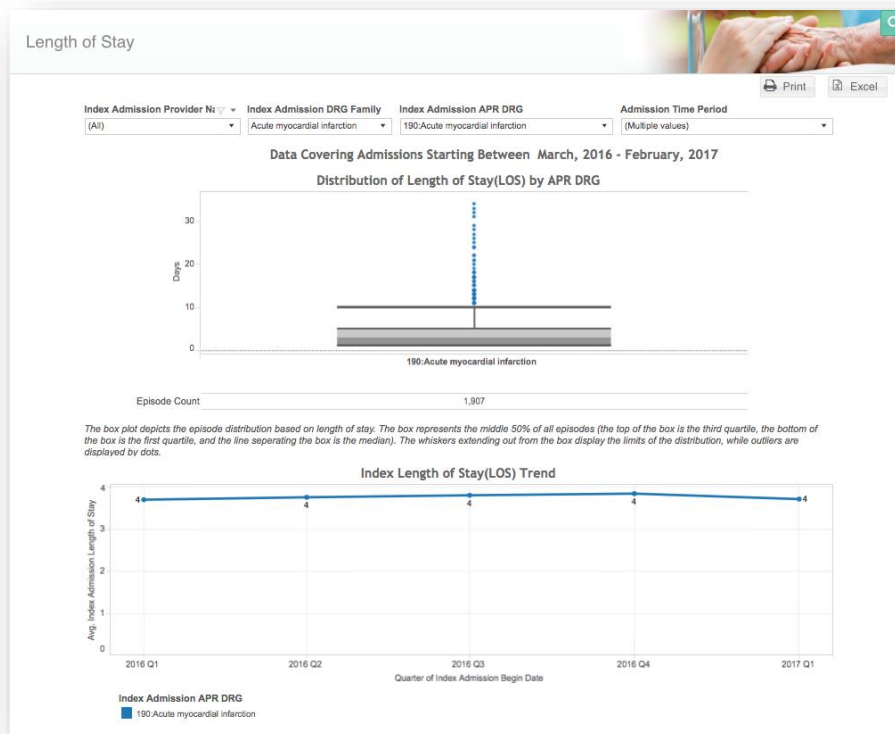 Length of Stay
Print
Excel
Index Admission Provider
Index Admission DRG Family
Index Admission APR DRG
Admission Time Period
(All)
Acute myocardial infarction
190:Acute myocardial infarction
(Multiple values)
Data Covering Admissions Starting Between March, 2016 - February, 2017
Distribution of Length of Stay(LOS) by APR DRG
30
20
10
0
Days
190:Acute myocardial infarction
Episode Count
1,907
The box plot depicts the episode distribution based on length of stay. The box represents the middle 50% of all episodes (the top of the box is the third quartile, the bottom of
the box is the first quartile, and the line seperating the box is the median). The whiskers extending out from the box display the limits of the distribution, while outliers are
displayed by dots.
Index Length of Stay(LOS) Trend
4
3
2
1
0
Avg. Index Admission Length of Stay
4
4
4
4
4
2016 Q1
2016 Q2
2016 Q3
2016 Q4
2017 Q1
Quarter of Index Admission Begin Date
Index Admission APR DRG
190:Acute myocardial infarction